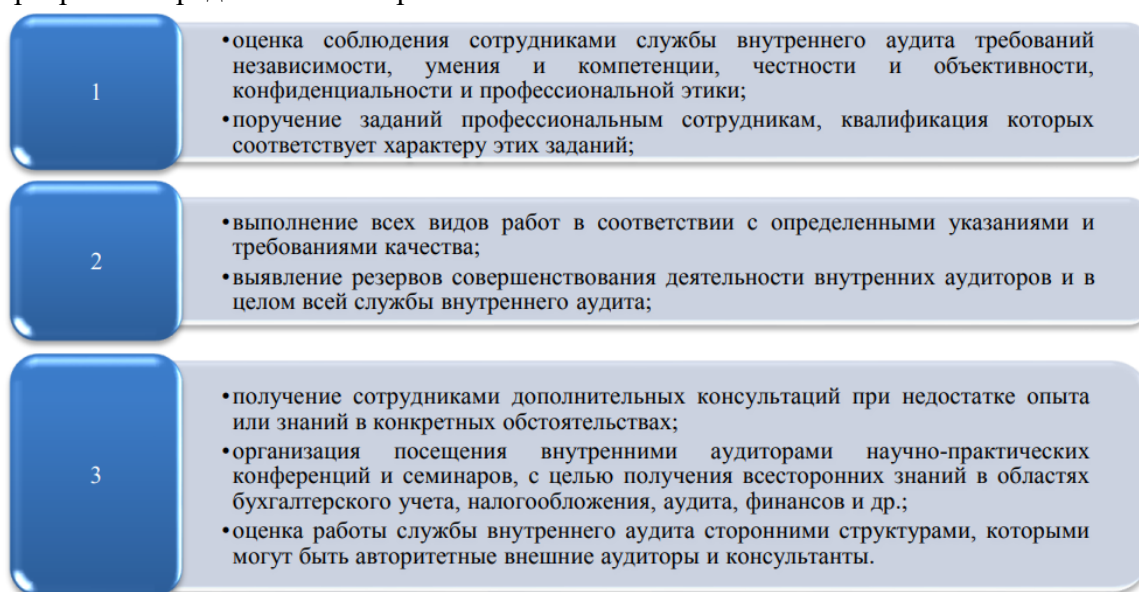 1
•оценка соблюдения сотрудниками службы внутреннего аудита требований
независимости, умения и компетенции, честности и объективности,
конфиденциальности и профессиональной этики;
•поручение заданий профессиональным сотрудникам, квалификация которых
соответствует характеру этих заданий;
2
•выполнение всех видов работ в соответствии с определенными указаниями и
требованиями качества;
•выявление резервов совершенствования деятельности внутренних аудиторов и в
целом всей службы внутреннего аудита;
3
•получение сотрудниками дополнительных консультаций при недостатке опыта
или знаний в конкретных обстоятельствах;
•организация посещения внутренними аудиторами научно-практических
конференций и семинаров, с целью получения всесторонних знаний в областях
бухгалтерского учета, налогообложения, аудита, финансов и др.;
•оценка работы службы внутреннего аудита сторонними структурами, которыми
могут быть авторитетные внешние аудиторы и консультанты.